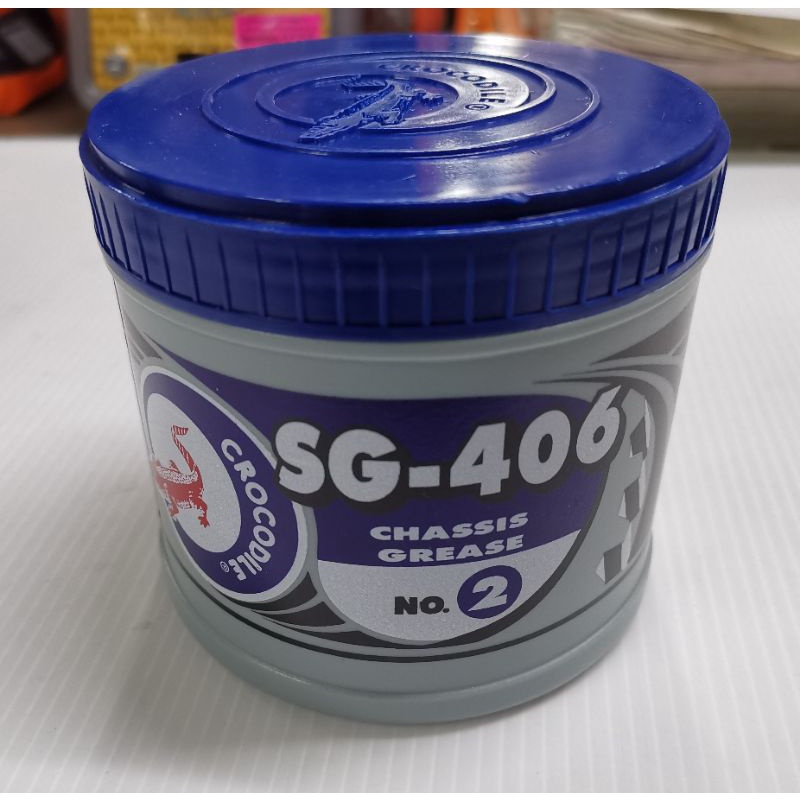 CROCODILE®
CROCODILE®
SG-406
CHASSIS
GREASE
NO. 2